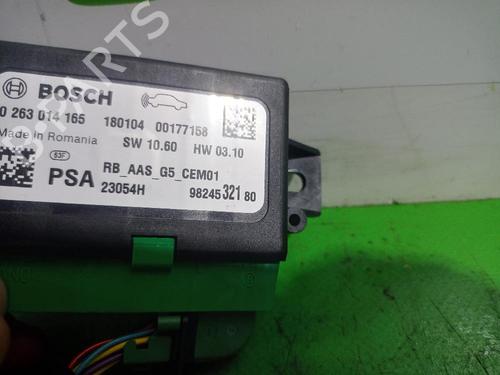 BOSCH
0 263 014 165 180104 00177158
Made in Romania SW 10.60 HW 03.10
83F
PSA RB_AAS_G5_CEM01
23054H 98245 321 80